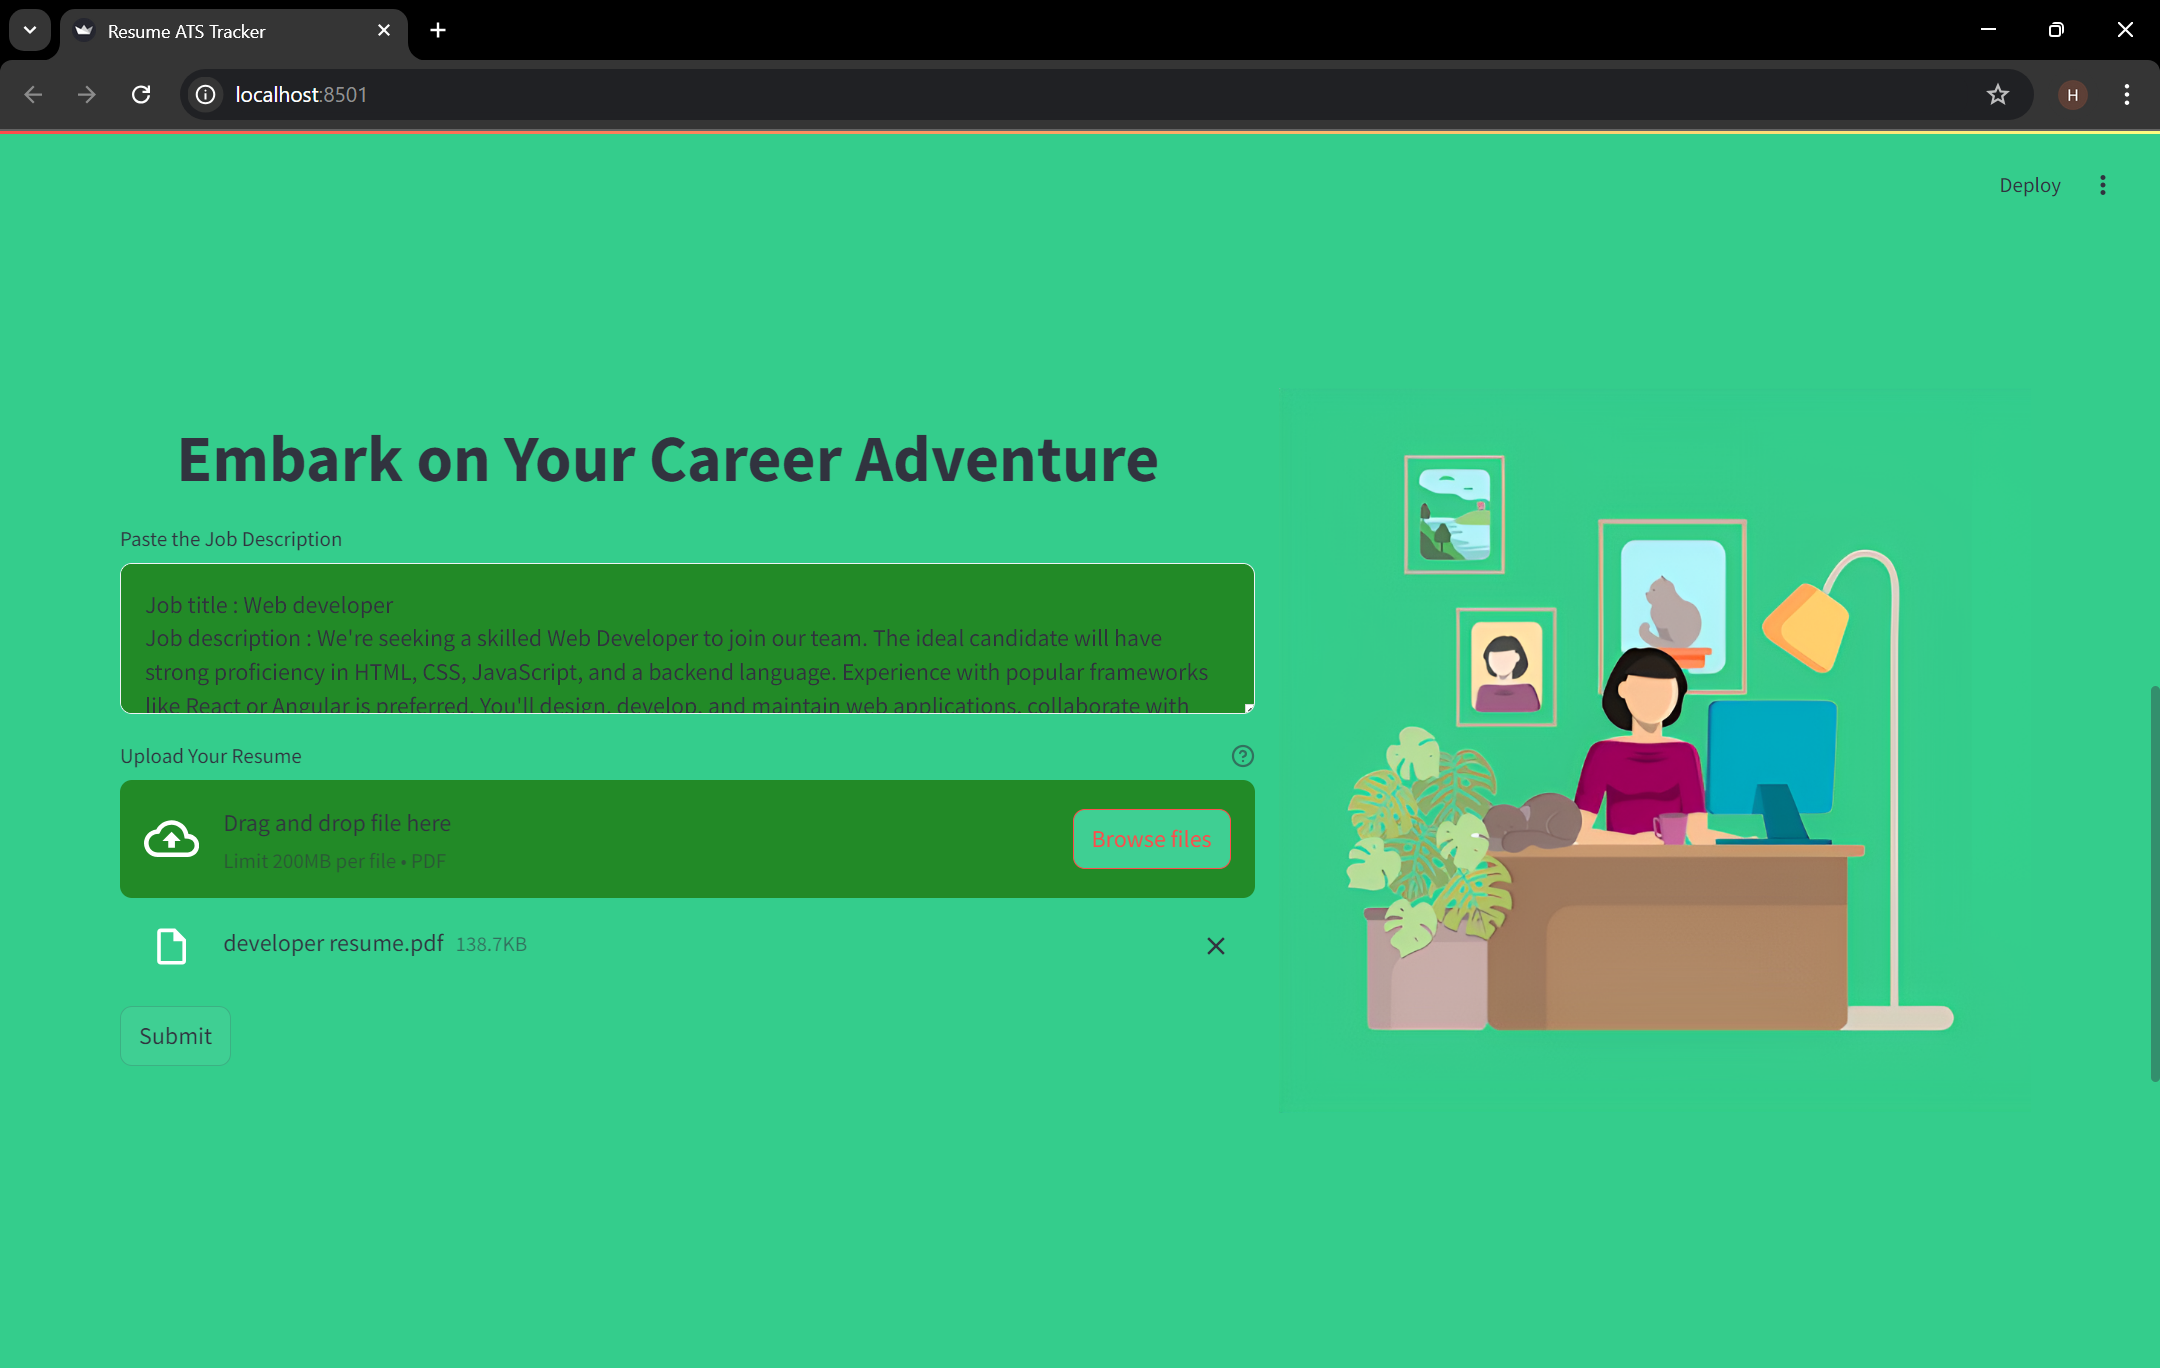 Resume ATS Tracker
localhost:8501
H
Deploy
Embark on Your Career Adventure
Paste the Job Description
Job title : Web developer
Job description : We're seeking a skilled Web Developer to join our team. The ideal candidate will have
strong proficiency in HTML, CSS, JavaScript, and a backend language. Experience with popular frameworks
like React or Angular is preferred. You'll design, develop, and maintain web applications, collaborate with
Upload Your Resume
Drag and drop file here
Limit 200MB per file • PDF
Browse files
developer resume.pdf 138.7KB
Submit